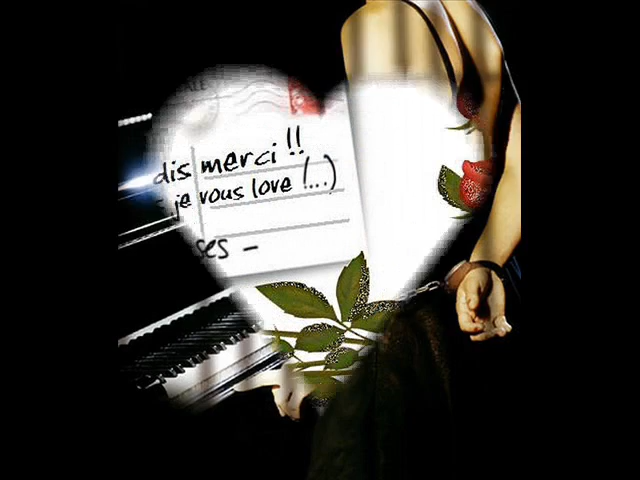 dis merci !!
je vous love (...)
ses -